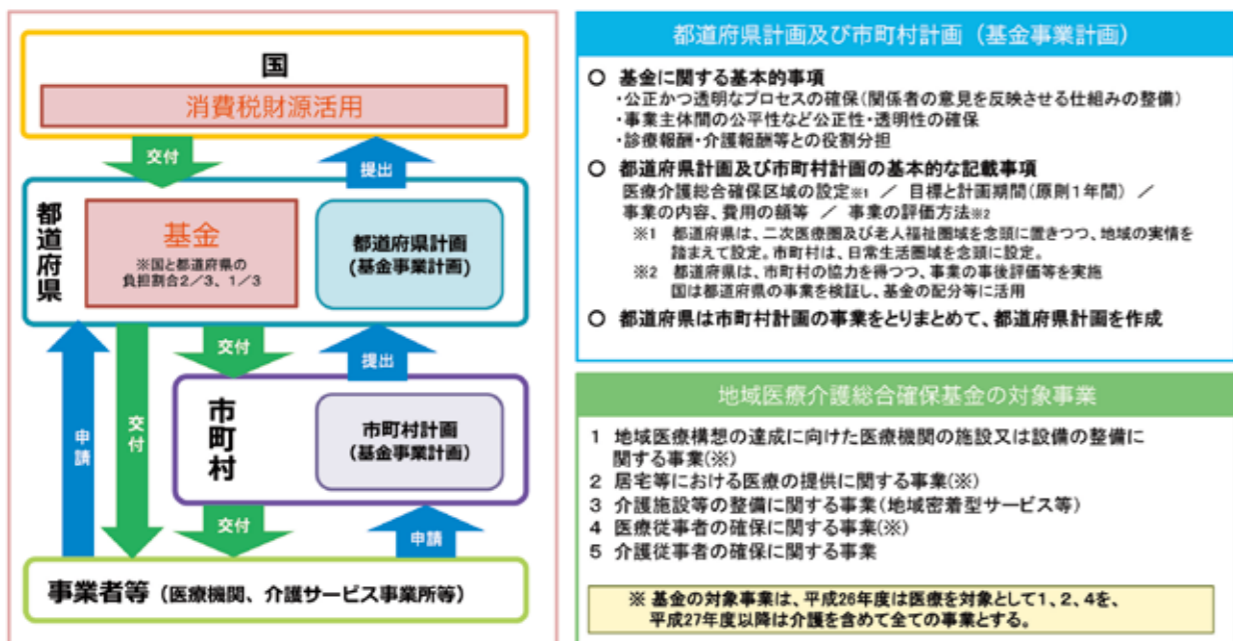 国
消費税財源活用
交付
提出
都道府県
基金
※国と都道府県の
負担割合2/3、1/3
都道府県計画
(基金事業計画)
交付
提出
申請
交付
市町村
市町村計画
(基金事業計画)
交付
申請
事業者等(医療機関、介護サービス事業所等)
都道府県計画及び市町村計画(基金事業計画)
○ 基金に関する基本的事項
・公正かつ透明なプロセスの確保(関係者の意見を反映させる仕組みの整備)
・事業主体間の公平性など公正性・透明性の確保
・診療報酬・介護報酬等との役割分担
○ 都道府県計画及び市町村計画の基本的な記載事項
医療介護総合確保区域の設定※1 / 目標と計画期間(原則1年間) /
事業の内容、費用の額等 / 事業の評価方法※2
※1 都道府県は、二次医療圏及び老人福祉圏域を念頭に置きつつ、地域の実情を
踏まえて設定。市町村は、日常生活圏域を念頭に設定。
※2 都道府県は、市町村の協力を得つつ、事業の事後評価等を実施
国は都道府県の事業を検証し、基金の配分等に活用
○ 都道府県は市町村計画の事業をとりまとめて、都道府県計画を作成
地域医療介護総合確保基金の対象事業
1 地域医療構想の達成に向けた医療機関の施設又は設備の整備に
関する事業(※)
2 居宅等における医療の提供に関する事業(※)
3 介護施設等の整備に関する事業(地域密着型サービス等)
4 医療従事者の確保に関する事業(※)
5 介護従事者の確保に関する事業
※ 基金の対象事業は、平成26年度は医療を対象として1、2、4を、
平成27年度以降は介護を含めて全ての事業とする。